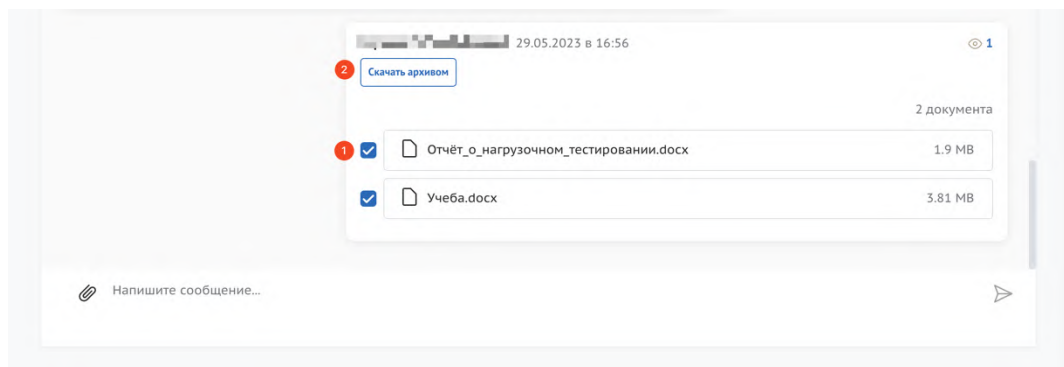 29.05.2023 в 16:56
1
2
Скачать архивом
2 документа
1
Отчёт_о_нагрузочном_тестировании.docx
1.9 MB
Учеба.docx
3.81 MB
Напишите сообщение...